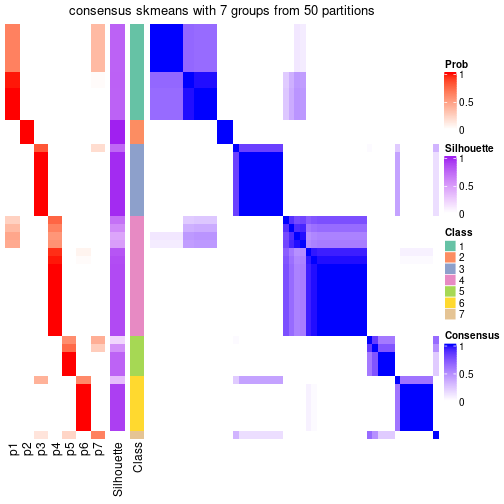 consensus skmeans with 7 groups from 50 partitions
Prob
1
0.5
0
Silhouette
1
0.5
0
Class
1
2
3
4
5
6
7
Consensus
1
0.5
0
p1
p2
p3
p4
p5
p6
p7
Silhouette
Class